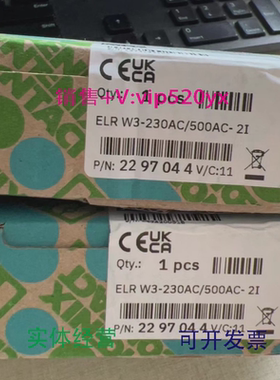 UK
CA
销售+V:vip520yx
Qty.: 1 pcs
ELR W3-230AC/500AC- 2I
P/N: 22 97 04 4 V/C:11
UK
CA
Qty.: 1 pcs
ELR W3-230AC/500AC- 2I
P/N: 22 97 04 4 V/C:11
实体经营 可开发票